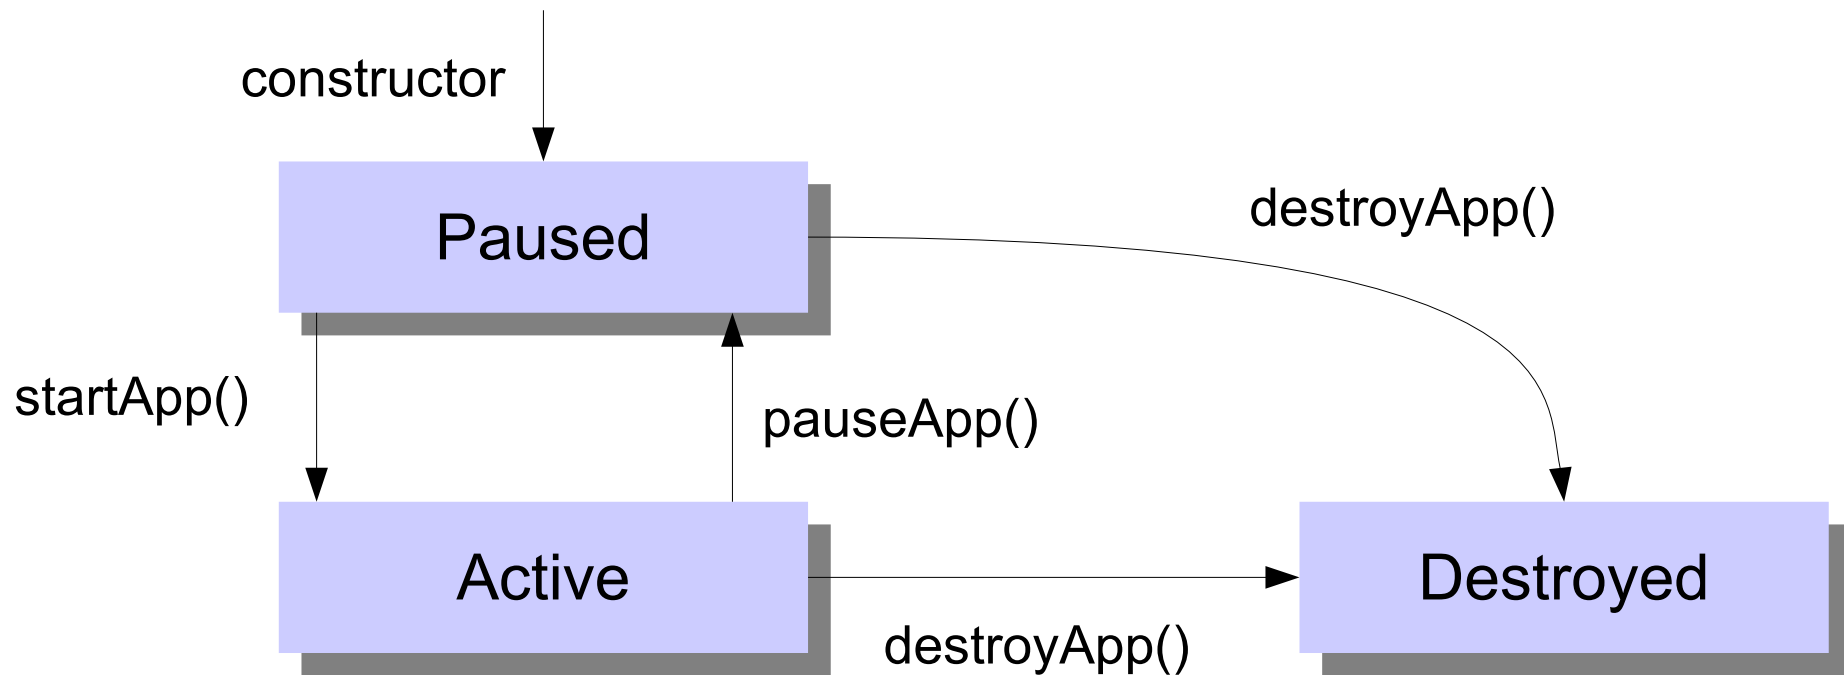 constructor
Paused
destroyApp()
startApp()
pauseApp()
Active
Destroyed
destroyApp()